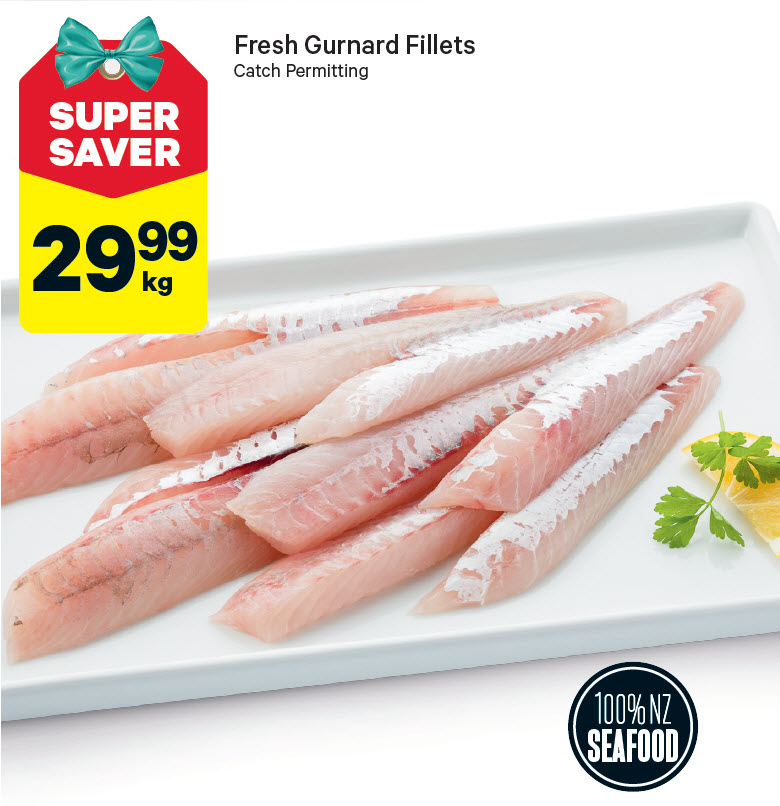 Fresh Gurnard Fillets
Catch Permitting
SUPER
SAVER
29 99
kg
100% NZ
SEAFOOD